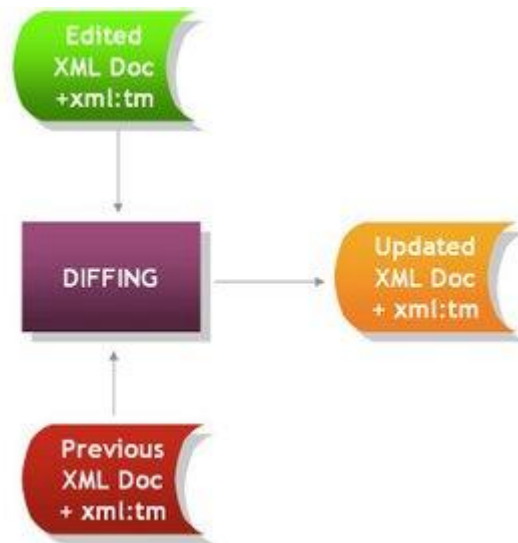 Edited
XML Doc
+xml:tm
DIFFING
Updated
XML Doc
+ xml:tm
Previous
XML Doc
+ xml:tm